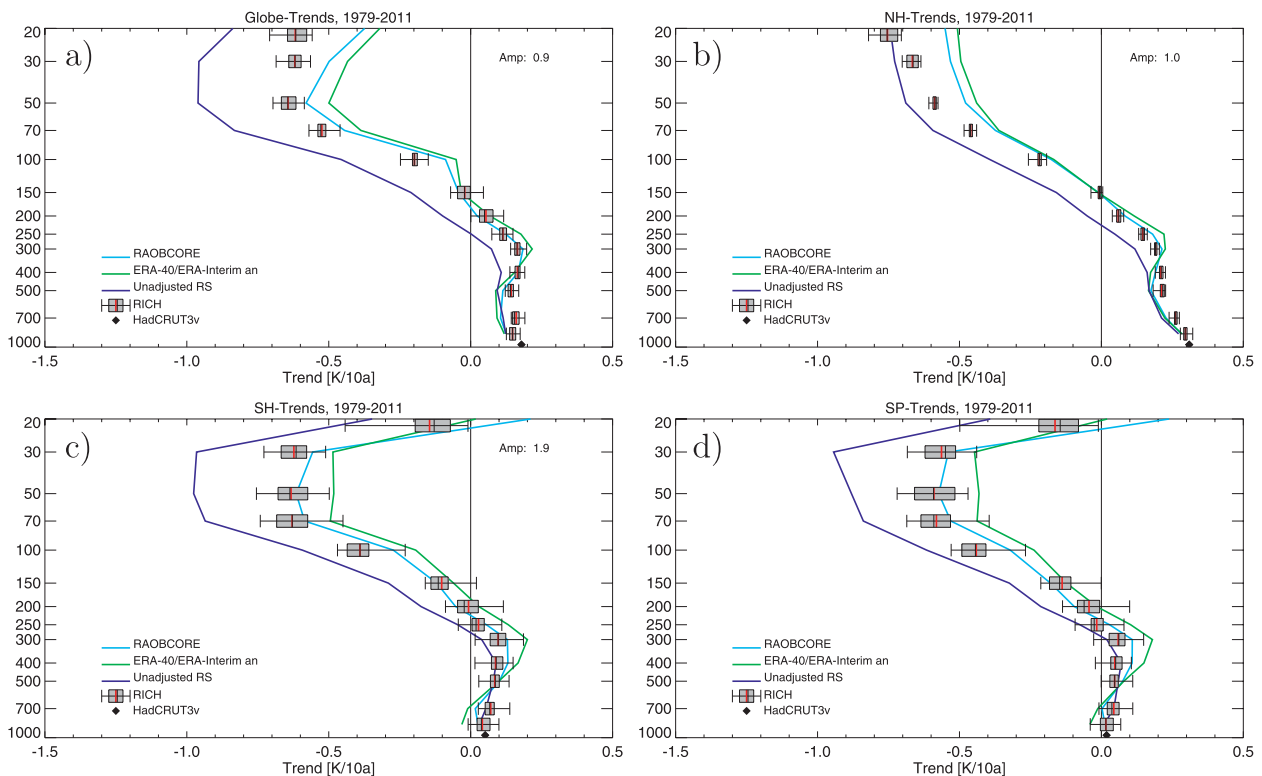 Globe-Trends, 1979-2011
a)
Amp: 0.9
20
30
50
70
100
150
200
250
300
400
500
700
1000
RAOBCORE
ERA-40/ERA-Interim an
Unadjusted RS
RICH
HadCRUT3v
-1.5 -1.0 -0.5 0.0 0.5
Trend [K/10a]
NH-Trends, 1979-2011
b)
Amp: 1.0
20
30
50
70
100
150
200
250
300
400
500
700
1000
RAOBCORE
ERA-40/ERA-Interim an
Unadjusted RS
RICH
HadCRUT3v
-1.5 -1.0 -0.5 0.0 0.5
Trend [K/10a]
SH-Trends, 1979-2011
c)
Amp: 1.9
20
30
50
70
100
150
200
250
300
400
500
700
1000
RAOBCORE
ERA-40/ERA-Interim an
Unadjusted RS
RICH
HadCRUT3v
-1.5 -1.0 -0.5 0.0 0.5
Trend [K/10a]
SP-Trends, 1979-2011
d)
20
30
50
70
100
150
200
250
300
400
500
700
1000
RAOBCORE
ERA-40/ERA-Interim an
Unadjusted RS
RICH
HadCRUT3v
-1.5 -1.0 -0.5 0.0 0.5
Trend [K/10a]